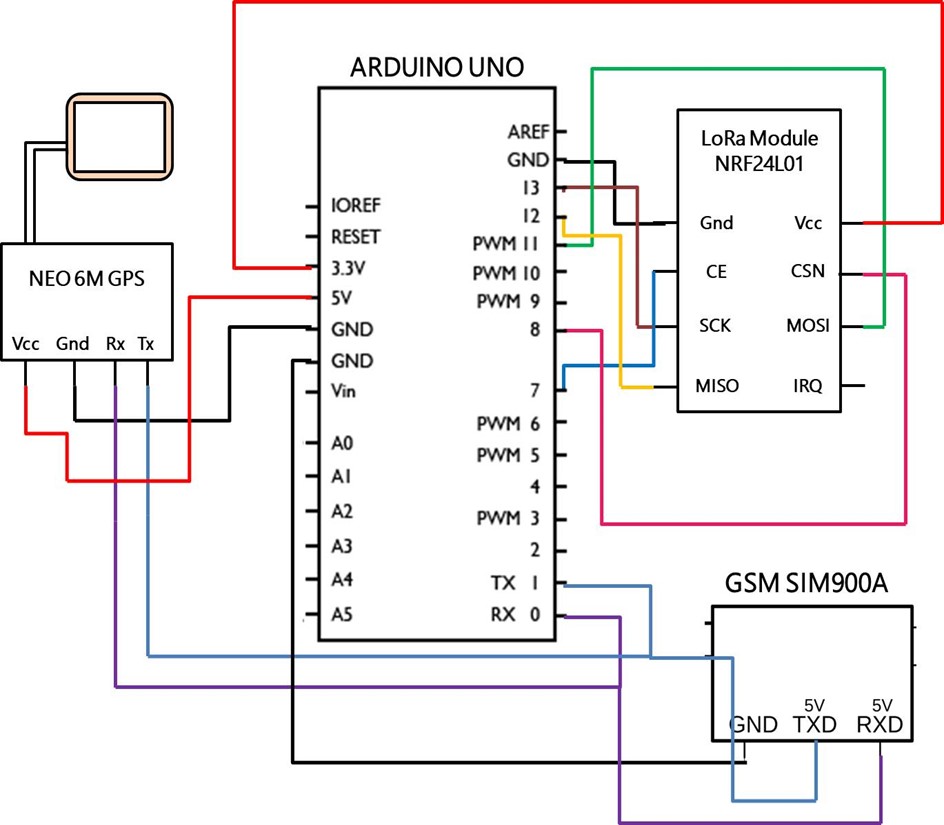 ARDUINO UNO
AREF
GND
13
12
PWM 11
PWM 10
PWM 9
8
7
PWM 6
PWM 5
4
PWM 3
2
TX 1
RX 0
IOREF
RESET
3.3V
5V
GND
GND
Vin
A0
A1
A2
A3
A4
A5
NEO 6M GPS
Vcc Gnd Rx Tx
LoRa Module
NRF24L01
Gnd Vcc
CE CSN
SCK MOSI
MISO IRQ
GSM SIM900A
5V 5V
GND TXD RXD